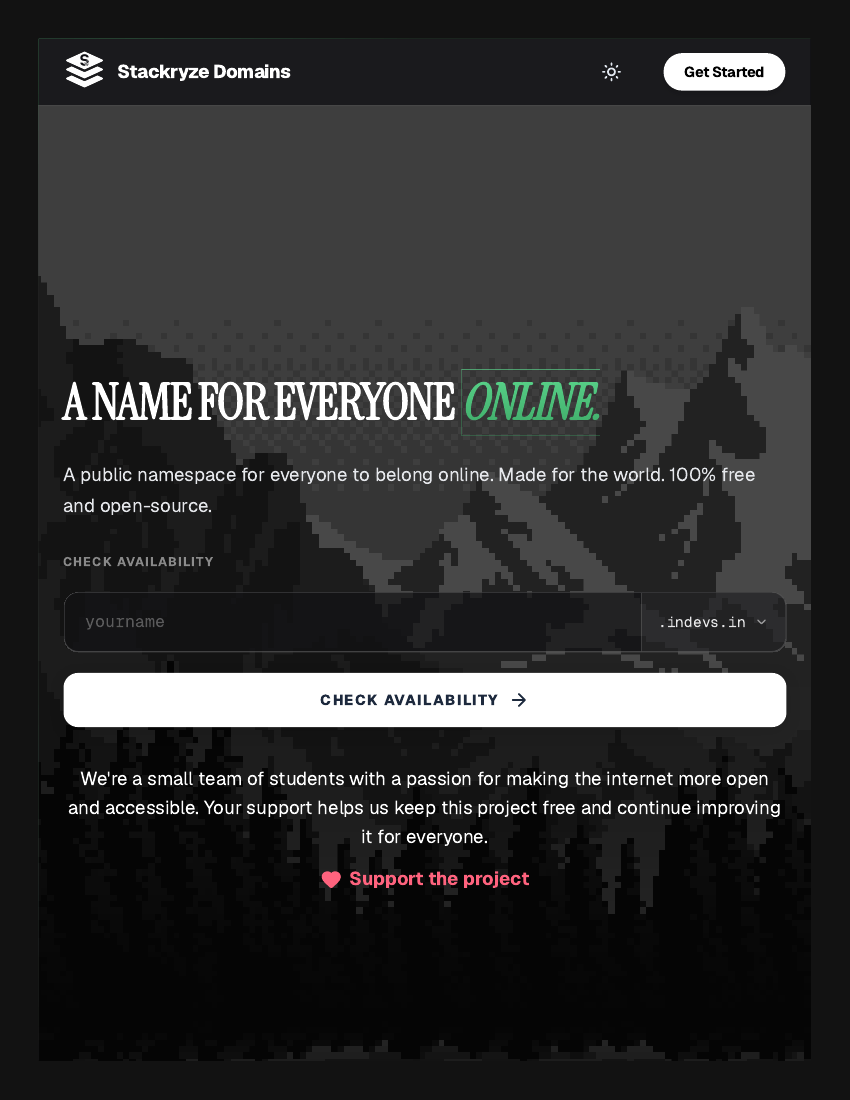 Stackryze Domains
Get Started
A NAME FOR EVERYONE ONLINE.
A public namespace for everyone to belong online. Made for the world. 100% free
and open-source.
CHECK AVAILABILITY
yourname
.indevs.in
CHECK AVAILABILITY
We're a small team of students with a passion for making the internet more open
and accessible. Your support helps us keep this project free and continue improving
it for everyone.
Support the project